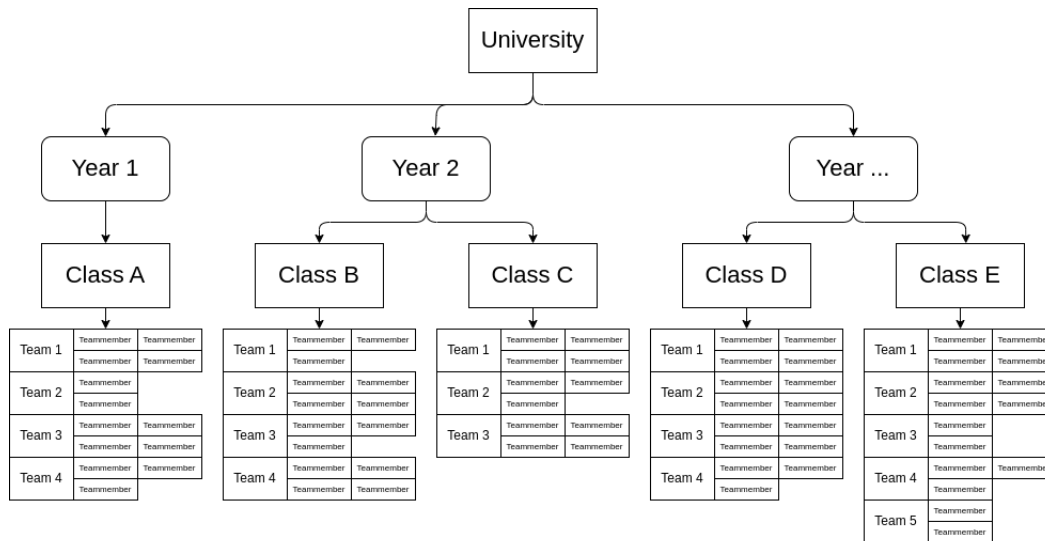 University
Year 1
Year 2
Year ...
Class A
Class B
Class C
Class D
Class E
Team 1
Teammember Teammember
Teammember Teammember
Team 2
Teammember
Teammember
Team 3
Teammember Teammember
Teammember Teammember
Team 4
Teammember Teammember
Teammember
Team 1
Teammember Teammember
Teammember
Team 2
Teammember Teammember
Teammember Teammember
Team 3
Teammember Teammember
Teammember
Team 4
Teammember Teammember
Teammember Teammember
Team 1
Teammember Teammember
Teammember Teammember
Team 2
Teammember Teammember
Teammember
Team 3
Teammember Teammember
Teammember Teammember
Team 1
Teammember Teammember
Teammember Teammember
Team 2
Teammember Teammember
Teammember Teammember
Team 3
Teammember Teammember
Teammember Teammember
Team 4
Teammember Teammember
Teammember
Team 1
Teammember Teammembe
Teammember Teammembe
Team 2
Teammember Teammembe
Teammember Teammembe
Team 3
Teammember
Teammember
Team 4
Teammember Teammembe
Teammember
Team 5
Teammember
Teammember